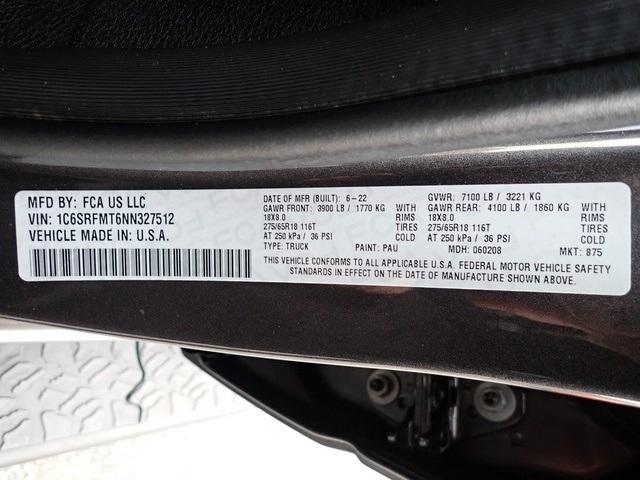 MFD BY: FCA US LLC
VIN: 1C6SRFMT6NN327512
VEHICLE MADE IN: U.S.A.
DATE OF MFR (BUILT): 6-22 GVWR: 7100 LB / 3221 KG
GAWR FRONT: 3900 LB / 1770 KG WITH GAWR REAR: 4100 LB / 1860 KG WITH
18X8.0 RIMS 18X8.0 RIMS
275/65R18 116T TIRES 275/65R18 116T TIRES
AT 250 kPa / 36 PSI COLD AT 250 kPa / 36 PSI COLD
TYPE: TRUCK PAINT: PAU MDH: 060208 MKT: 875
THIS VEHICLE CONFORMS TO ALL APPLICABLE U.S.A. FEDERAL MOTOR VEHICLE SAFETY
STANDARDS IN EFFECT ON THE DATE OF MANUFACTURE SHOWN ABOVE.